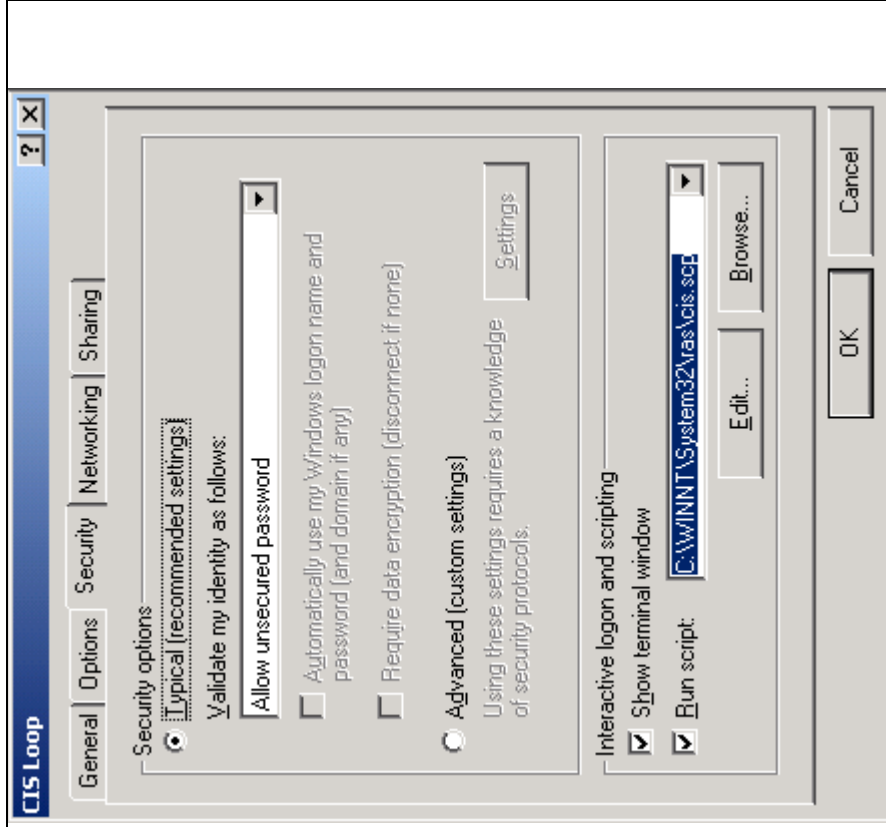 CIS Loop
General Options Security Networking Sharing
Security options
Typical (recommended settings)
Validate my identity as follows:
Allow unsecured password
Automatically use my Windows logon name and
password (and domain if any)
Require data encryption (disconnect if none)
Advanced (custom settings)
Using these settings requires a knowledge
of security protocols.
Settings
Interactive logon and scripting
Show terminal window
Run script:
C:\WINNT\System32\ras\cis.scp
Edit...
Browse...
OK
Cancel